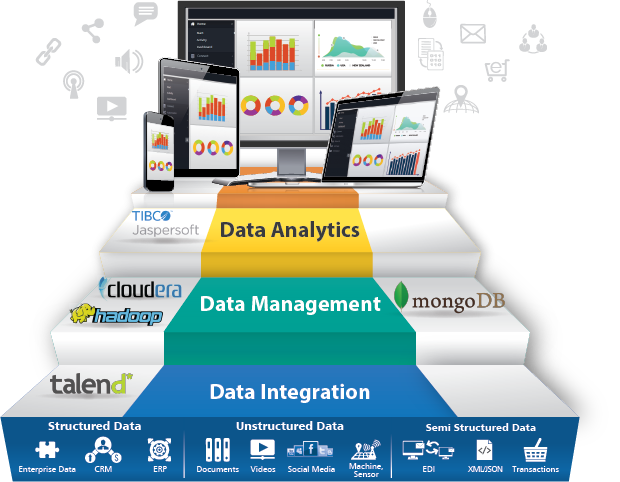 TIBCO
Jaspersoft
Data Analytics
cloudera
hadoop
Data Management
mongoDB
talend
Data Integration
Structured Data
Unstructured Data
Semi Structured Data
Enterprise Data
CRM
ERP
Documents
Videos
Social Media
Machine,
Sensor
EDI
XML/JSON
Transactions